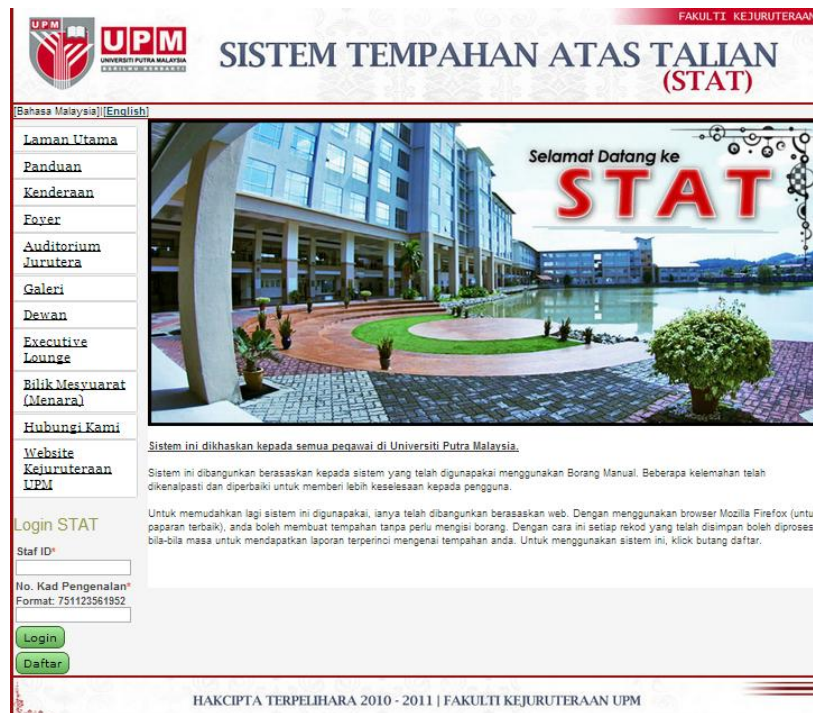 FAKULTI KEJURUTERAAN
UPM
UPM
UNIVERSITI PUTRA MALAYSIA
BERILMU BERBAKTI
SISTEM TEMPAHAN ATAS TALIAN
(STAT)
[Bahasa Malaysia]|[English]
Laman Utama
Panduan
Kenderaan
Foyer
Auditorium
Jurutera
Galeri
Dewan
Executive
Lounge
Bilik Mesyuarat
(Menara)
Hubungi Kami
Website
Kejuruteraan
UPM
Login STAT
Staf ID*
No. Kad Pengenalan*
Format: 751123561952
Login
Daftar
Selamat Datang ke
STAT
Sistem ini dikhaskan kepada semua pegawai di Universiti Putra Malaysia.
Sistem ini dibangunkan berasaskan kepada sistem yang telah digunapakai menggunakan Borang Manual. Beberapa kelemahan telah
dikenalpasti dan diperbaiki untuk memberi lebih keselesaan kepada pengguna.
Untuk memudahkan lagi sistem ini digunapakai, ianya telah dibangunkan berasaskan web. Dengan menggunakan browser Mozilla Firefox (untu
paparan terbaik), anda boleh membuat tempahan tanpa perlu mengisi borang. Dengan cara ini setiap rekod yang telah disimpan boleh diproses
bila-bila masa untuk mendapatkan laporan terperinci mengenai tempahan anda. Untuk menggunakan sistem ini, kliok butang daftar.
HAKCIPTA TERPELIHARA 2010 - 2011 | FAKULTI KEJURUTERAAN UPM